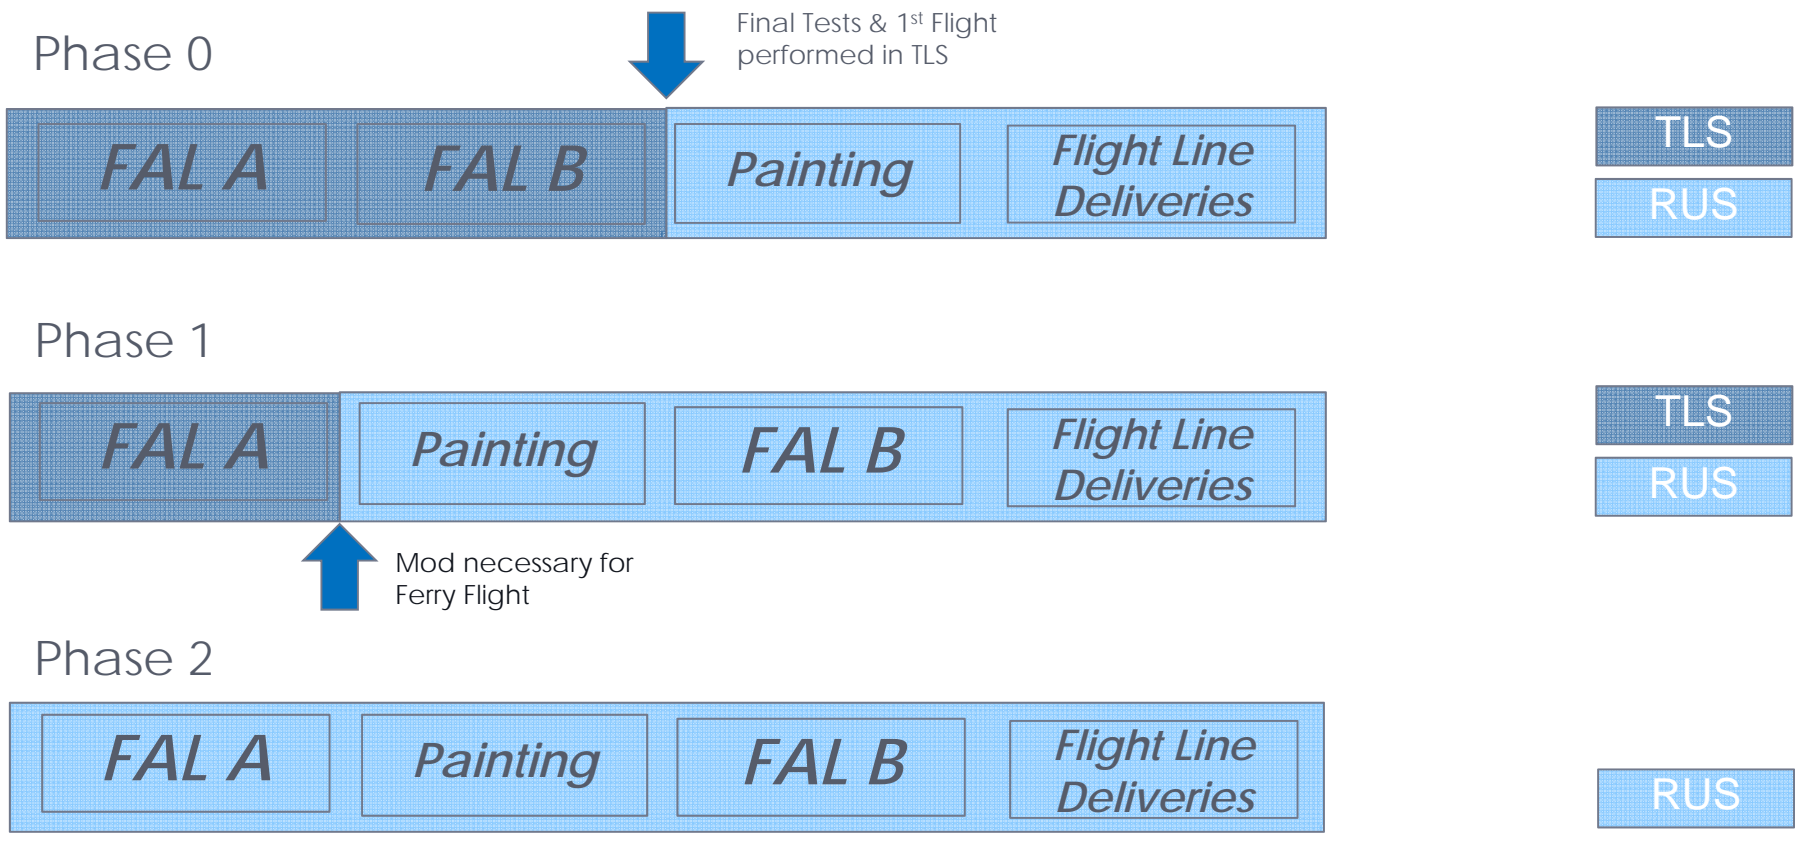 Phase 0
Final Tests & 1st Flight
performed in TLS
FAL A
FAL B
Painting
Flight Line
Deliveries
TLS
RUS
Phase 1
FAL A
Painting
FAL B
Flight Line
Deliveries
TLS
RUS
Mod necessary for
Ferry Flight
Phase 2
FAL A
Painting
FAL B
Flight Line
Deliveries
RUS